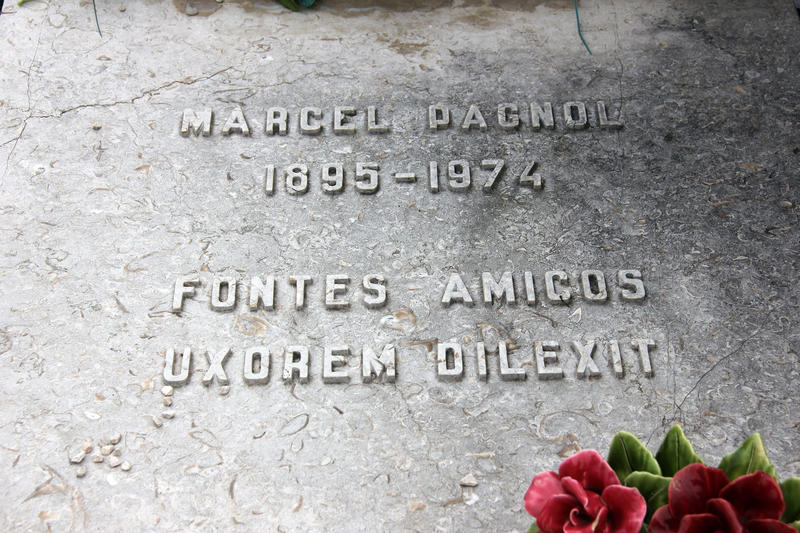 MARCEL PAGNOL
1895-1974
FONTES AMICOS
UXOREM DILEXIT